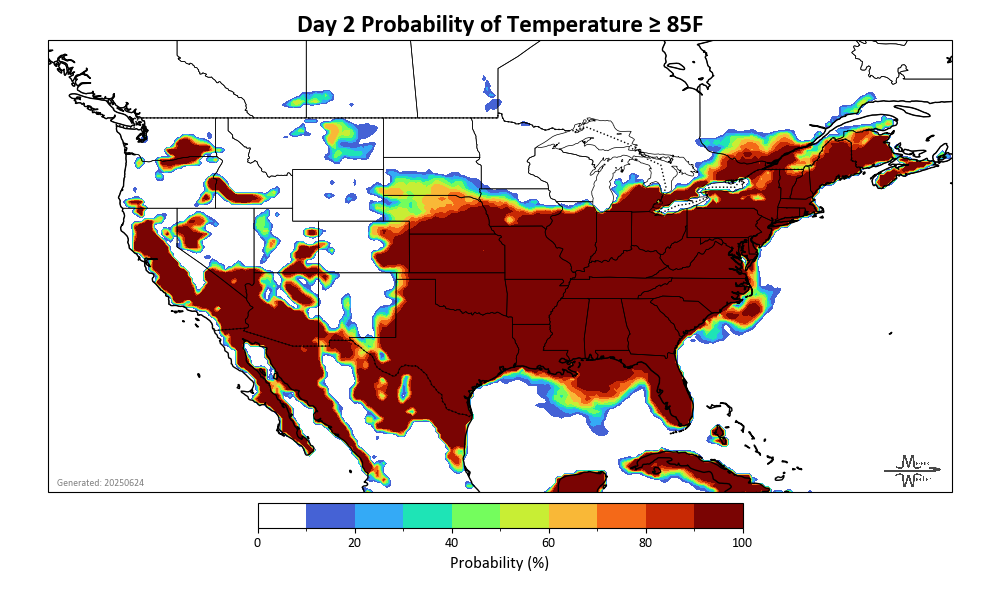 Day 2 Probability of Temperature ≥ 85F
Generated: 20250624
0 20 40 60 80 100
Probability (%)